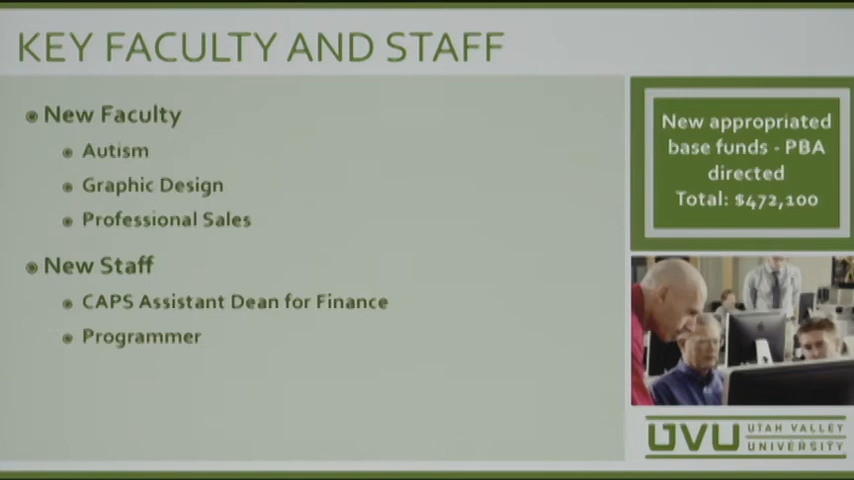 KEY FACULTY AND STAFF
New Faculty
Autism
Graphic Design
Professional Sales
New Staff
CAPS Assistant Dean for Finance
Programmer
New appropriated
base funds - PBA
directed
Total: $472,100
UVU
UTAH VALLEY
UNIVERSITY